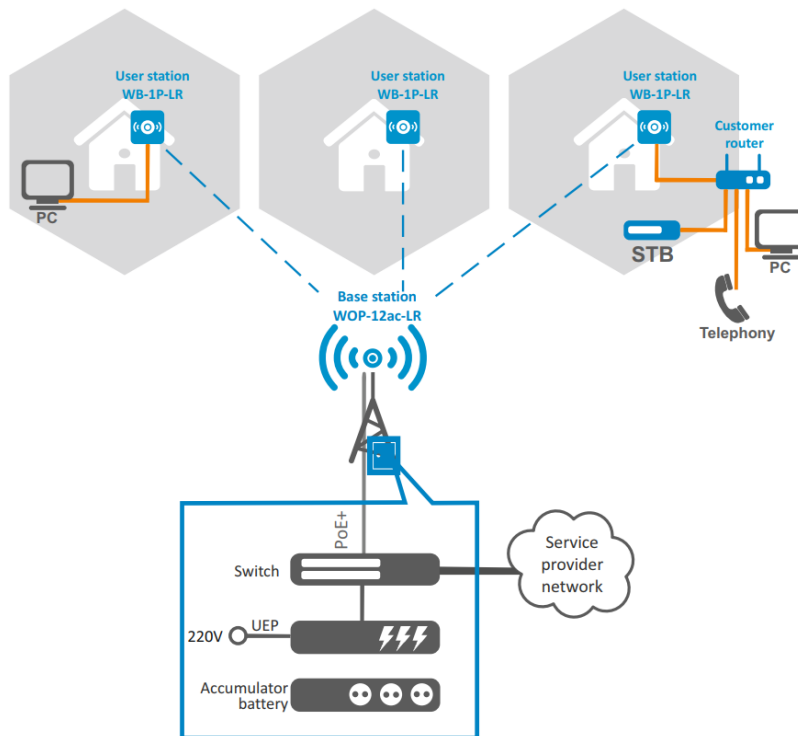 User station
WB-1P-LR
User station
WB-1P-LR
User station
WB-1P-LR
Customer
router
PC
STB
PC
Telephony
Base station
WOP-12ac-LR
PoE+
Switch
Service
provider
network
220V
UEP
Accumulator
battery